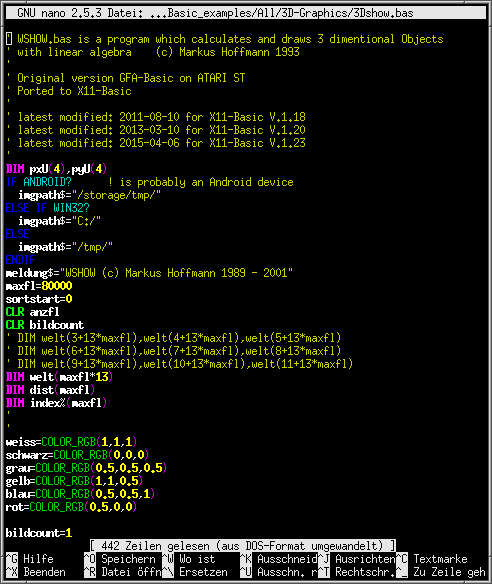 GNU nano 2.5.3 Datei: ...Basic_examples/All/3D-Graphics/3Dshow.bas
' WSHOW.bas is a program which calculates and draws 3 dimentional Objects
' with linear algebra    (c) Markus Hoffmann 1993
'
' Original version GFA-Basic on ATARI ST
' Ported to X11-Basic
'
' latest modified: 2011-08-10 for X11-Basic V.1.18
' latest modified: 2013-03-10 for X11-Basic V.1.20
' latest modified: 2015-04-06 for X11-Basic V.1.23
'
DIM pxU(4),pyU(4)
IF ANDROID?      ! is probably an Android device
  imgpath$="/storage/tmp/"
ELSE IF WIN32?
  imgpath$="C:/"
ELSE
  imgpath$="/tmp/"
ENDIF
meldung$="WSHOW (c) Markus Hoffmann 1989 - 2001"
maxfl=80000
sortstart=0
CLR anzfl
CLR bildcount
' DIM welt(3+13*maxfl),welt(4+13*maxfl),welt(5+13*maxfl)
' DIM welt(6+13*maxfl),welt(7+13*maxfl),welt(8+13*maxfl)
' DIM welt(9+13*maxfl),welt(10+13*maxfl),welt(11+13*maxfl)
DIM welt(maxfl*13)
DIM dist(maxfl)
DIM index%(maxfl)
'
'
weiss=COLOR_RGB(1,1,1)
schwarz=COLOR_RGB(0,0,0)
grau=COLOR_RGB(0.5,0.5,0.5)
gelb=COLOR_RGB(1,1,0.5)
blau=COLOR_RGB(0.5,0.5,1)
rot=COLOR_RGB(0.5,0,0)
bildcount=1
[ 442 Zeilen gelesen (aus DOS-Format umgewandelt) ]
^G Hilfe ^O Speichern ^W Wo ist ^K Ausschneid^J Ausrichten^C Textmarke
^X Beenden ^R Datei öffn^\ Ersetzen ^U Ausschn. r^T Rechtschr.^_ Zu Zeile geh